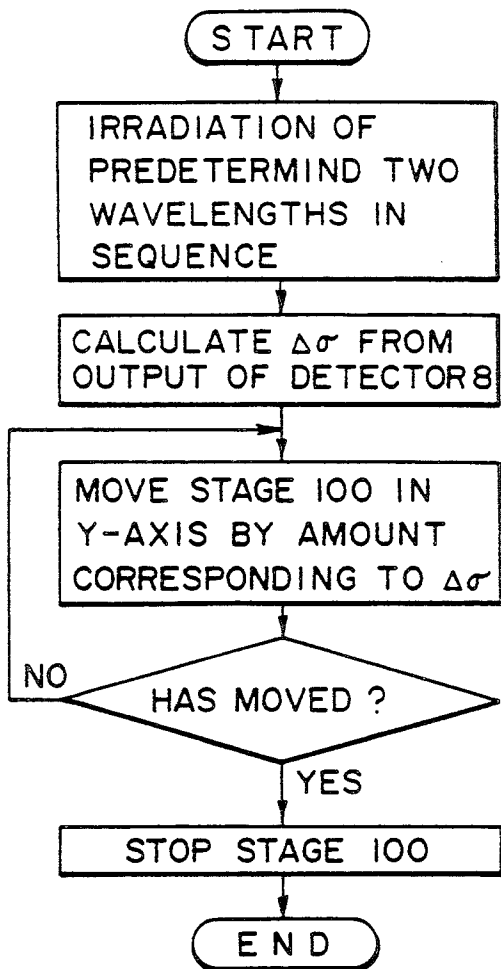 START
IRRADIATION OF
PREDETERMIND TWO
WAVELENGTHS IN
SEQUENCE
CALCULATE Δσ FROM
OUTPUT OF DETECTOR 8
MOVE STAGE 100 IN
Y-AXIS BY AMOUNT
CORRESPONDING TO Δσ
NO
HAS MOVED ?
YES
STOP STAGE 100
END